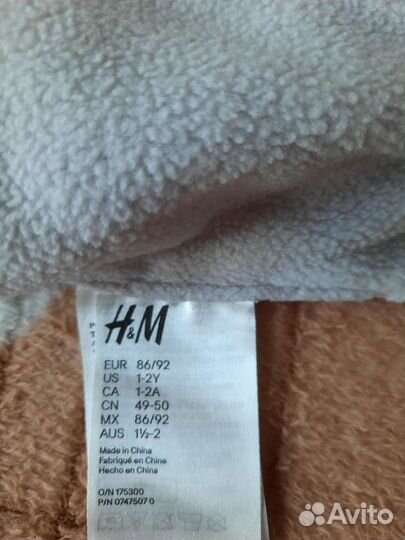 H&M
EUR 86/92
US 1-2Y
CA 1-2A
CN 49-50
MX 86/92
AUS 1½-2
Made in China
Fabriqué en Chine
Hecho en China
O/N 175300
P/N 0747507 0
Avito